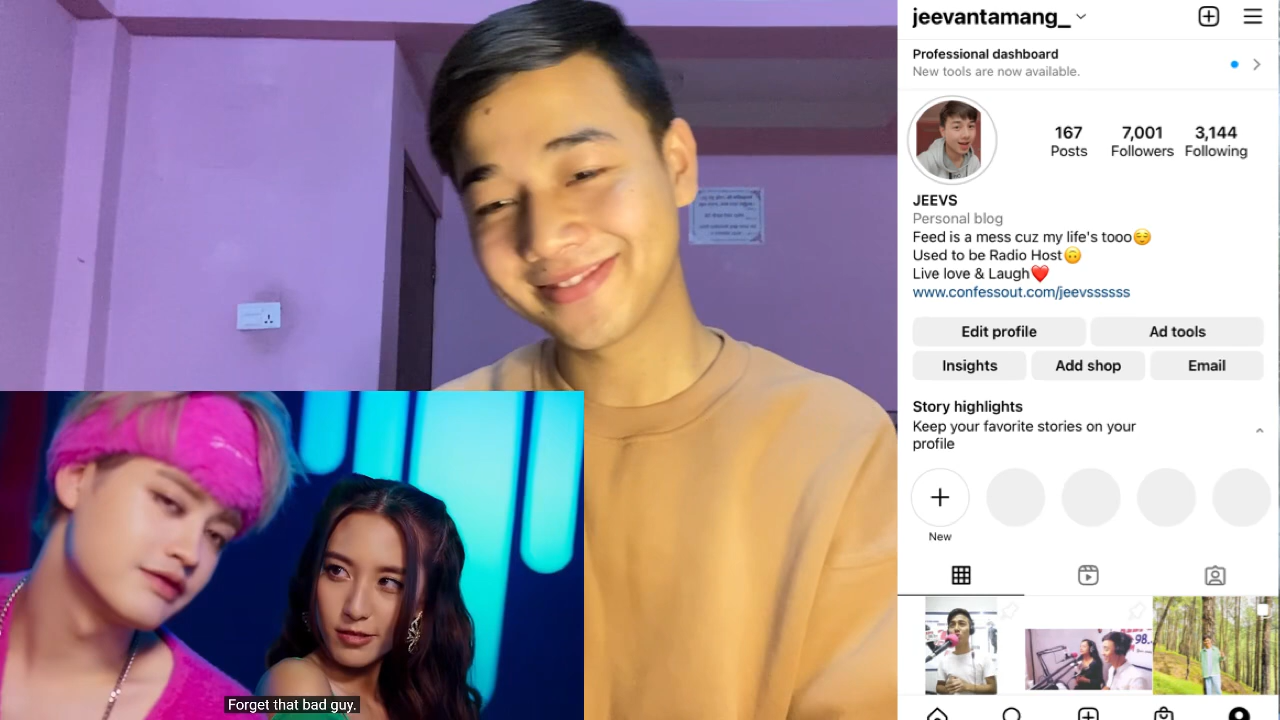 jeevantamang_
Professional dashboard
New tools are now available.
167
7,001
3,144
Posts
Followers
Following
JEEVS
Personal blog
Feed is a mess cuz my life's tooo😌
Used to be Radio Host🙃
Live love & Laugh❤️
www.confessout.com/jeevssssss
Edit profile
Ad tools
Insights
Add shop
Email
Story highlights
Keep your favorite stories on your
profile
New
98.
Forget that bad guy.